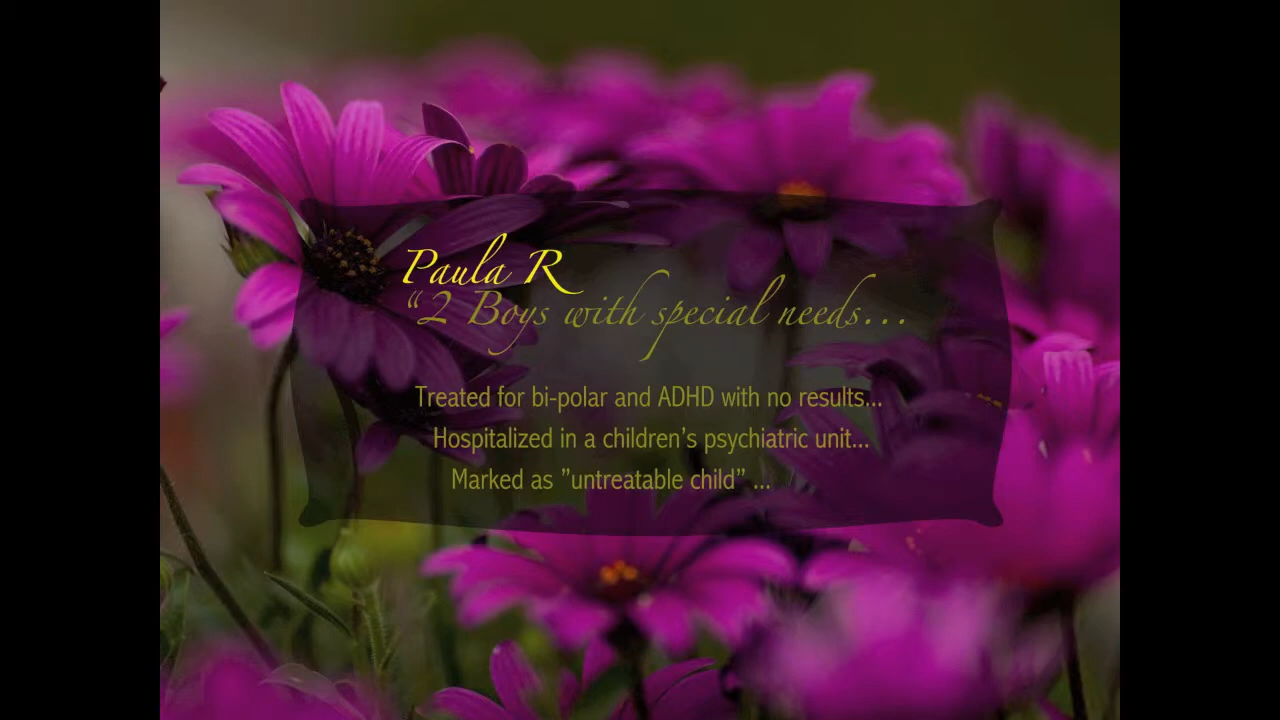 Paula R
“2 Boys with special needs...
Treated for bi-polar and ADHD with no results...
Hospitalized in a children’s psychiatric unit...
Marked as ”untreatable child” ...